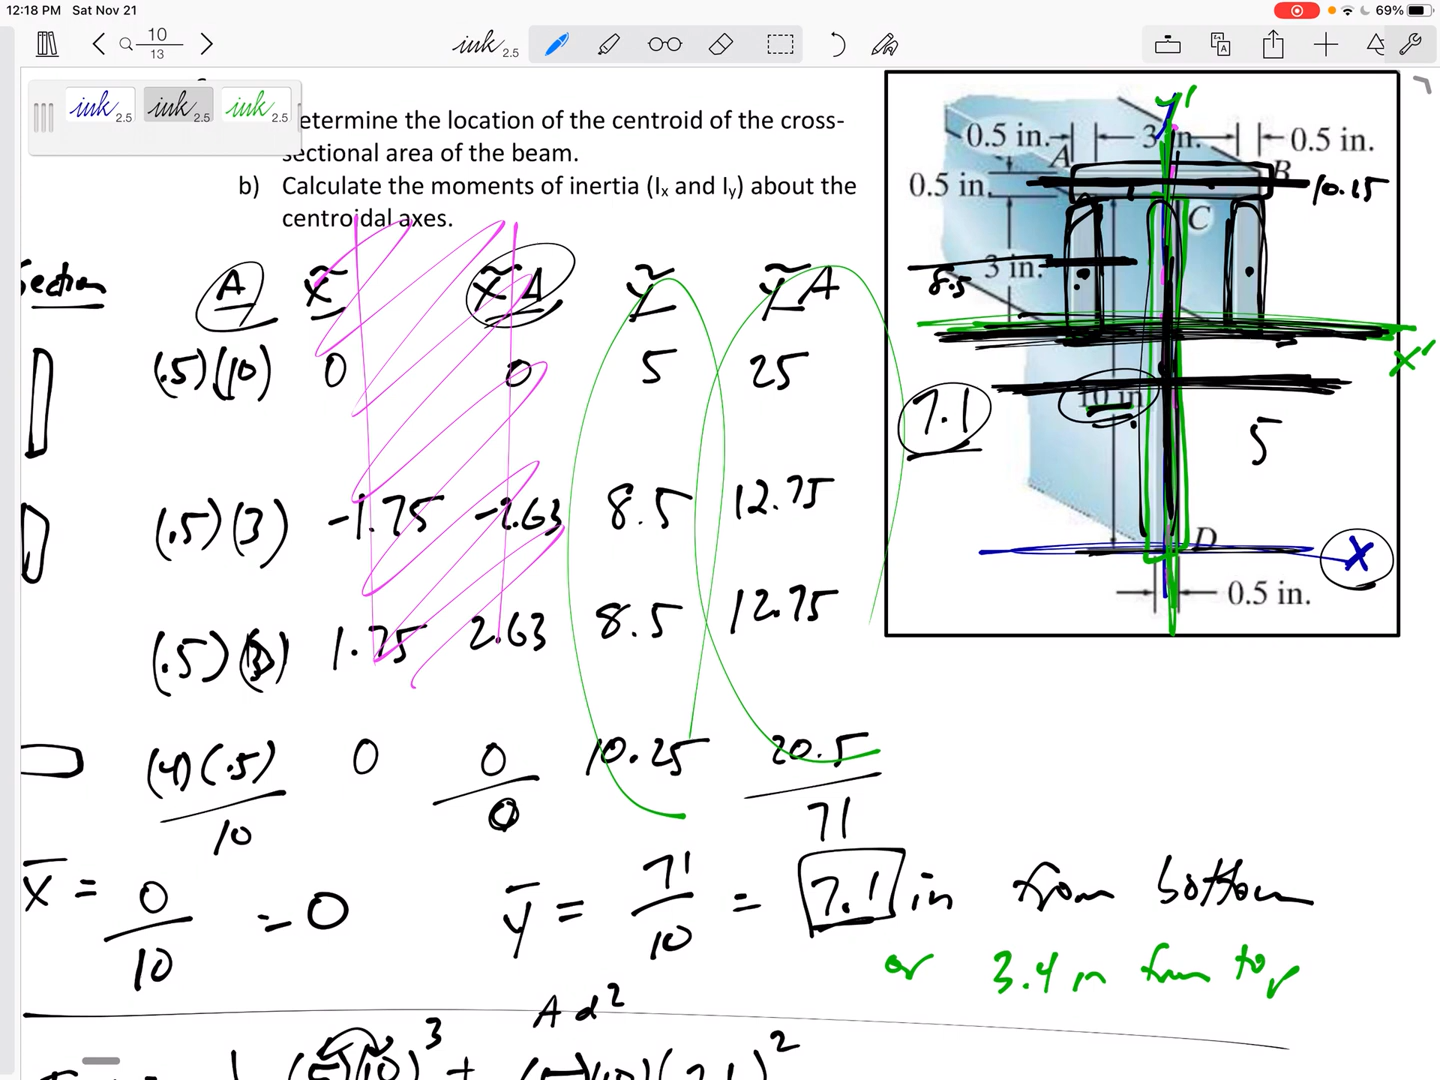 12:18 PM Sat Nov 21
69%
10
13
ink 2.5
ink 2.5
ink 2.5
ink 2.5
etermine the location of the centroid of the cross-
sectional area of the beam.
b) Calculate the moments of inertia (Ix and Iy) about the
centroidal axes.
y'
0.5 in. 3 in. 0.5 in.
A B
0.5 in. 10.25
C
8.5 3 in.
x'
7.1 10 in 5
D x
0.5 in.
Section A x̃ x̃A ỹ ỹA
(.5)(10) 0 0 5 25
(.5)(3) -1.75 -2.63 8.5 12.75
(.5)(3) 1.75 2.63 8.5 12.75
(4)(.5) 0 0 10.25 20.5
10 0 71
x̄ = 0/10 = 0 ȳ = 71/10 = 7.1 in from bottom
or 3.4 in from top
Ad²